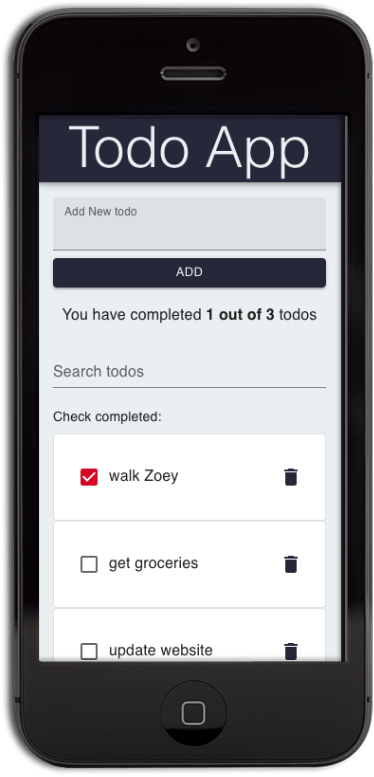 Todo App
Add New todo
ADD
You have completed 1 out of 3 todos
Search todos
Check completed:
walk Zoey
get groceries
update website